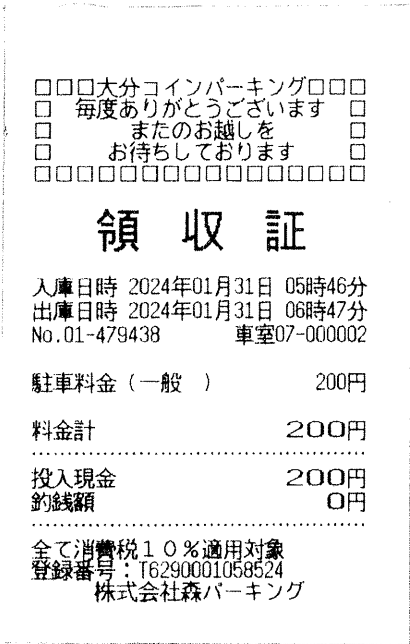 □□□大分コインパーキング□□□
□ 毎度ありがとうございます □
□ またのお越しを □
□ お待ちしております □
□□□□□□□□□□□□□□□□
領収証
入庫日時 2024年01月31日 05時46分
出庫日時 2024年01月31日 06時47分
No.01-479438 車室07-000002
駐車料金(一般 ) 200円
料金計 200円
投入現金 200円
釣銭額 0円
全て消費税10%適用対象
登録番号:T6290001058524
株式会社森パーキング